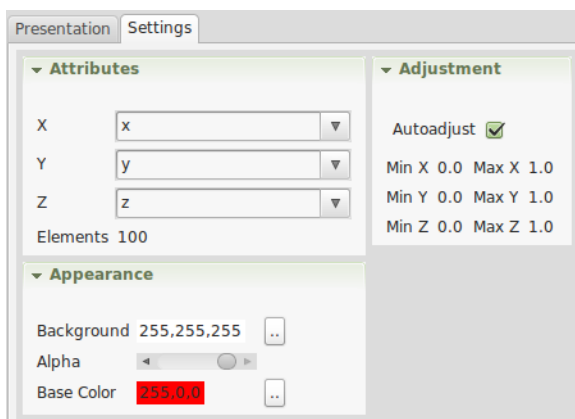 Presentation Settings
Attributes
X x
Y y
Z z
Elements 100
Adjustment
Autoadjust
Min X 0.0 Max X 1.0
Min Y 0.0 Max Y 1.0
Min Z 0.0 Max Z 1.0
Appearance
Background 255,255,255 ..
Alpha
Base Color 255,0,0 ..